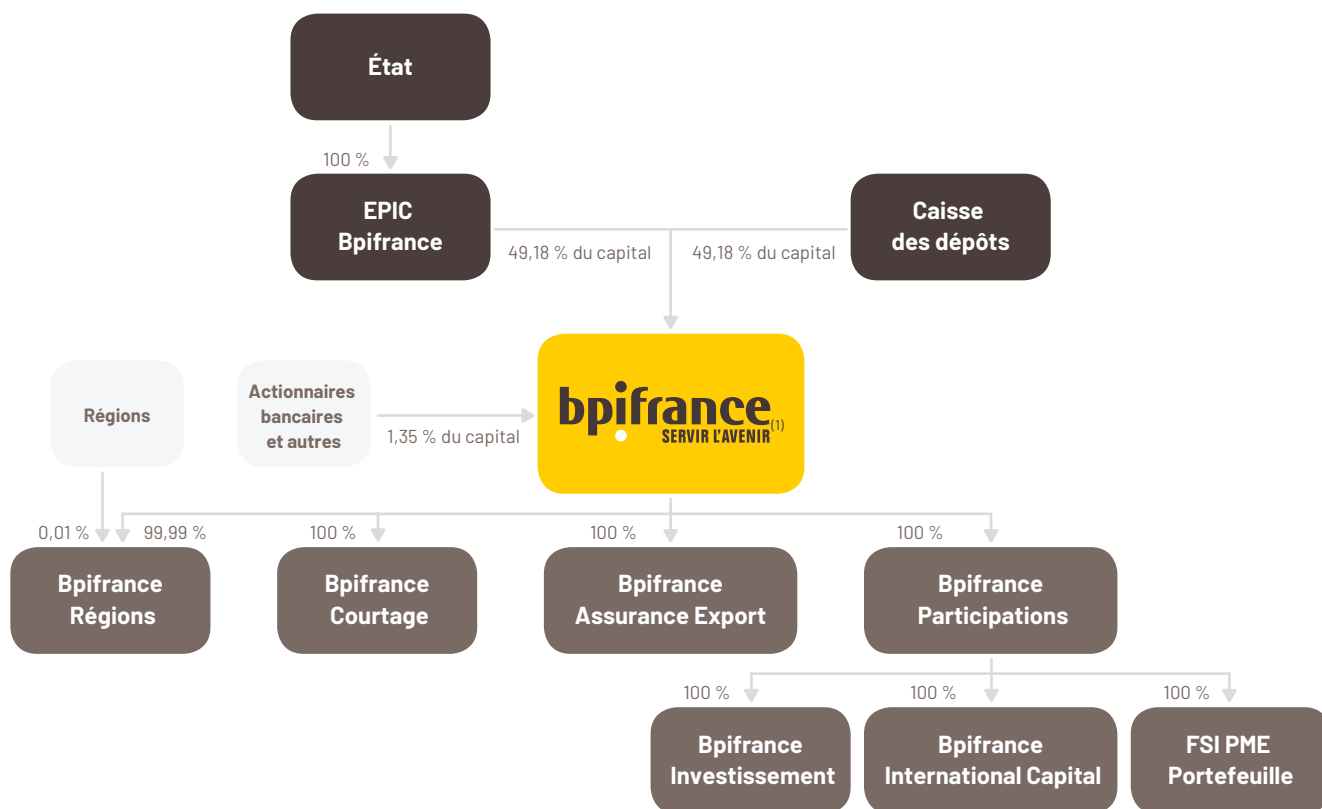 État
100 %
EPIC
Bpifrance
Caisse
des dépôts
49,18 % du capital
49,18 % du capital
Régions
Actionnaires
bancaires
et autres
1,35 % du capital
bpifrance
SERVIR L'AVENIR(1)
0,01 %
99,99 %
100 %
100 %
100 %
Bpifrance
Régions
Bpifrance
Courtage
Bpifrance
Assurance Export
Bpifrance
Participations
100 %
100 %
100 %
Bpifrance
Investissement
Bpifrance
International Capital
FSI PME
Portefeuille